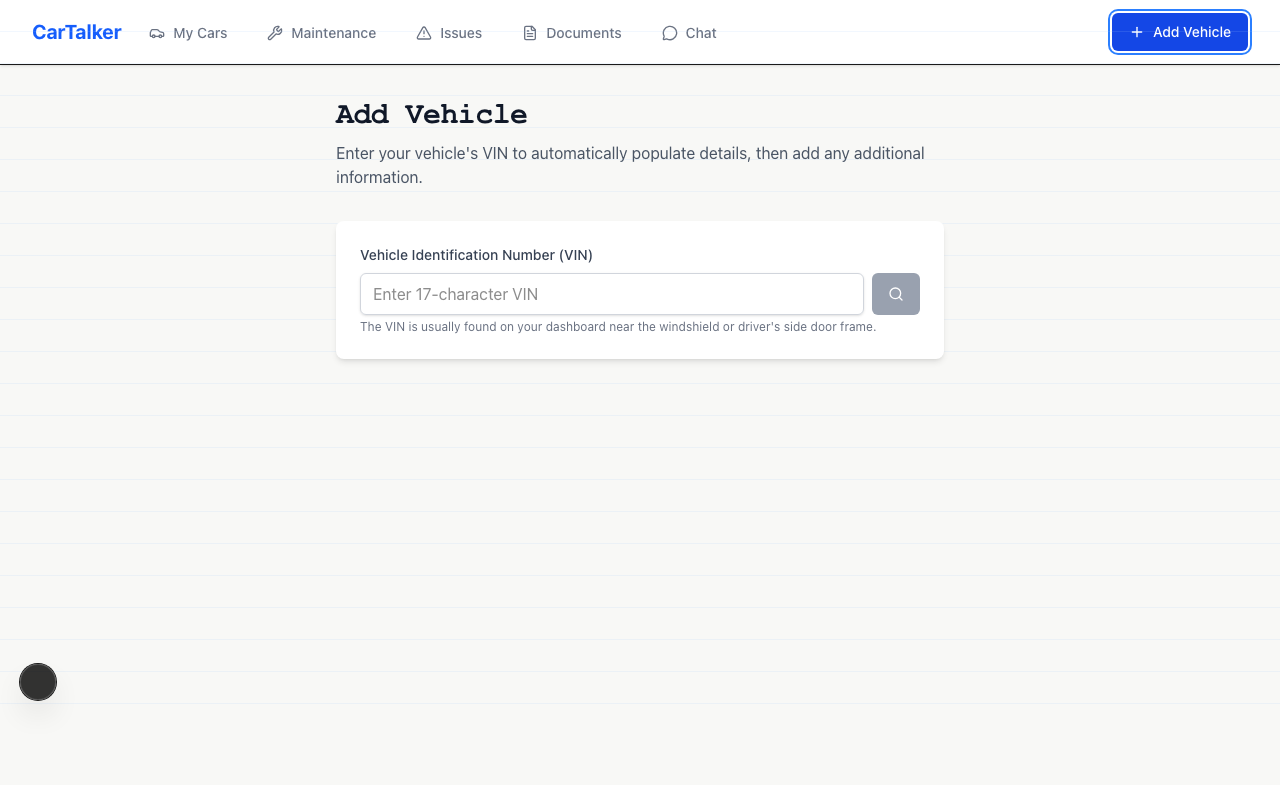 CarTalker
My Cars
Maintenance
Issues
Documents
Chat
Add Vehicle
Add Vehicle
Enter your vehicle's VIN to automatically populate details, then add any additional
information.
Vehicle Identification Number (VIN)
Enter 17-character VIN
The VIN is usually found on your dashboard near the windshield or driver's side door frame.